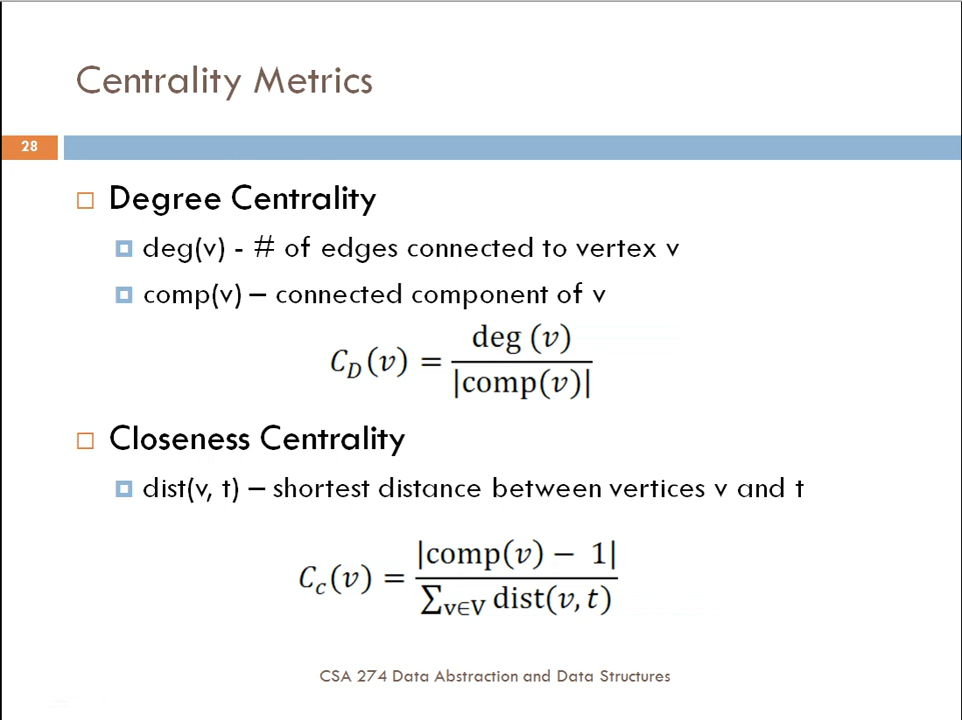 Centrality Metrics
28
Degree Centrality
deg(v) - # of edges connected to vertex v
comp(v) – connected component of v
C_D(v) = deg (v) / |comp(v)|
Closeness Centrality
dist(v, t) – shortest distance between vertices v and t
C_c(v) = |comp(v) − 1| / ∑_{v∈V} dist(v, t)
CSA 274 Data Abstraction and Data Structures